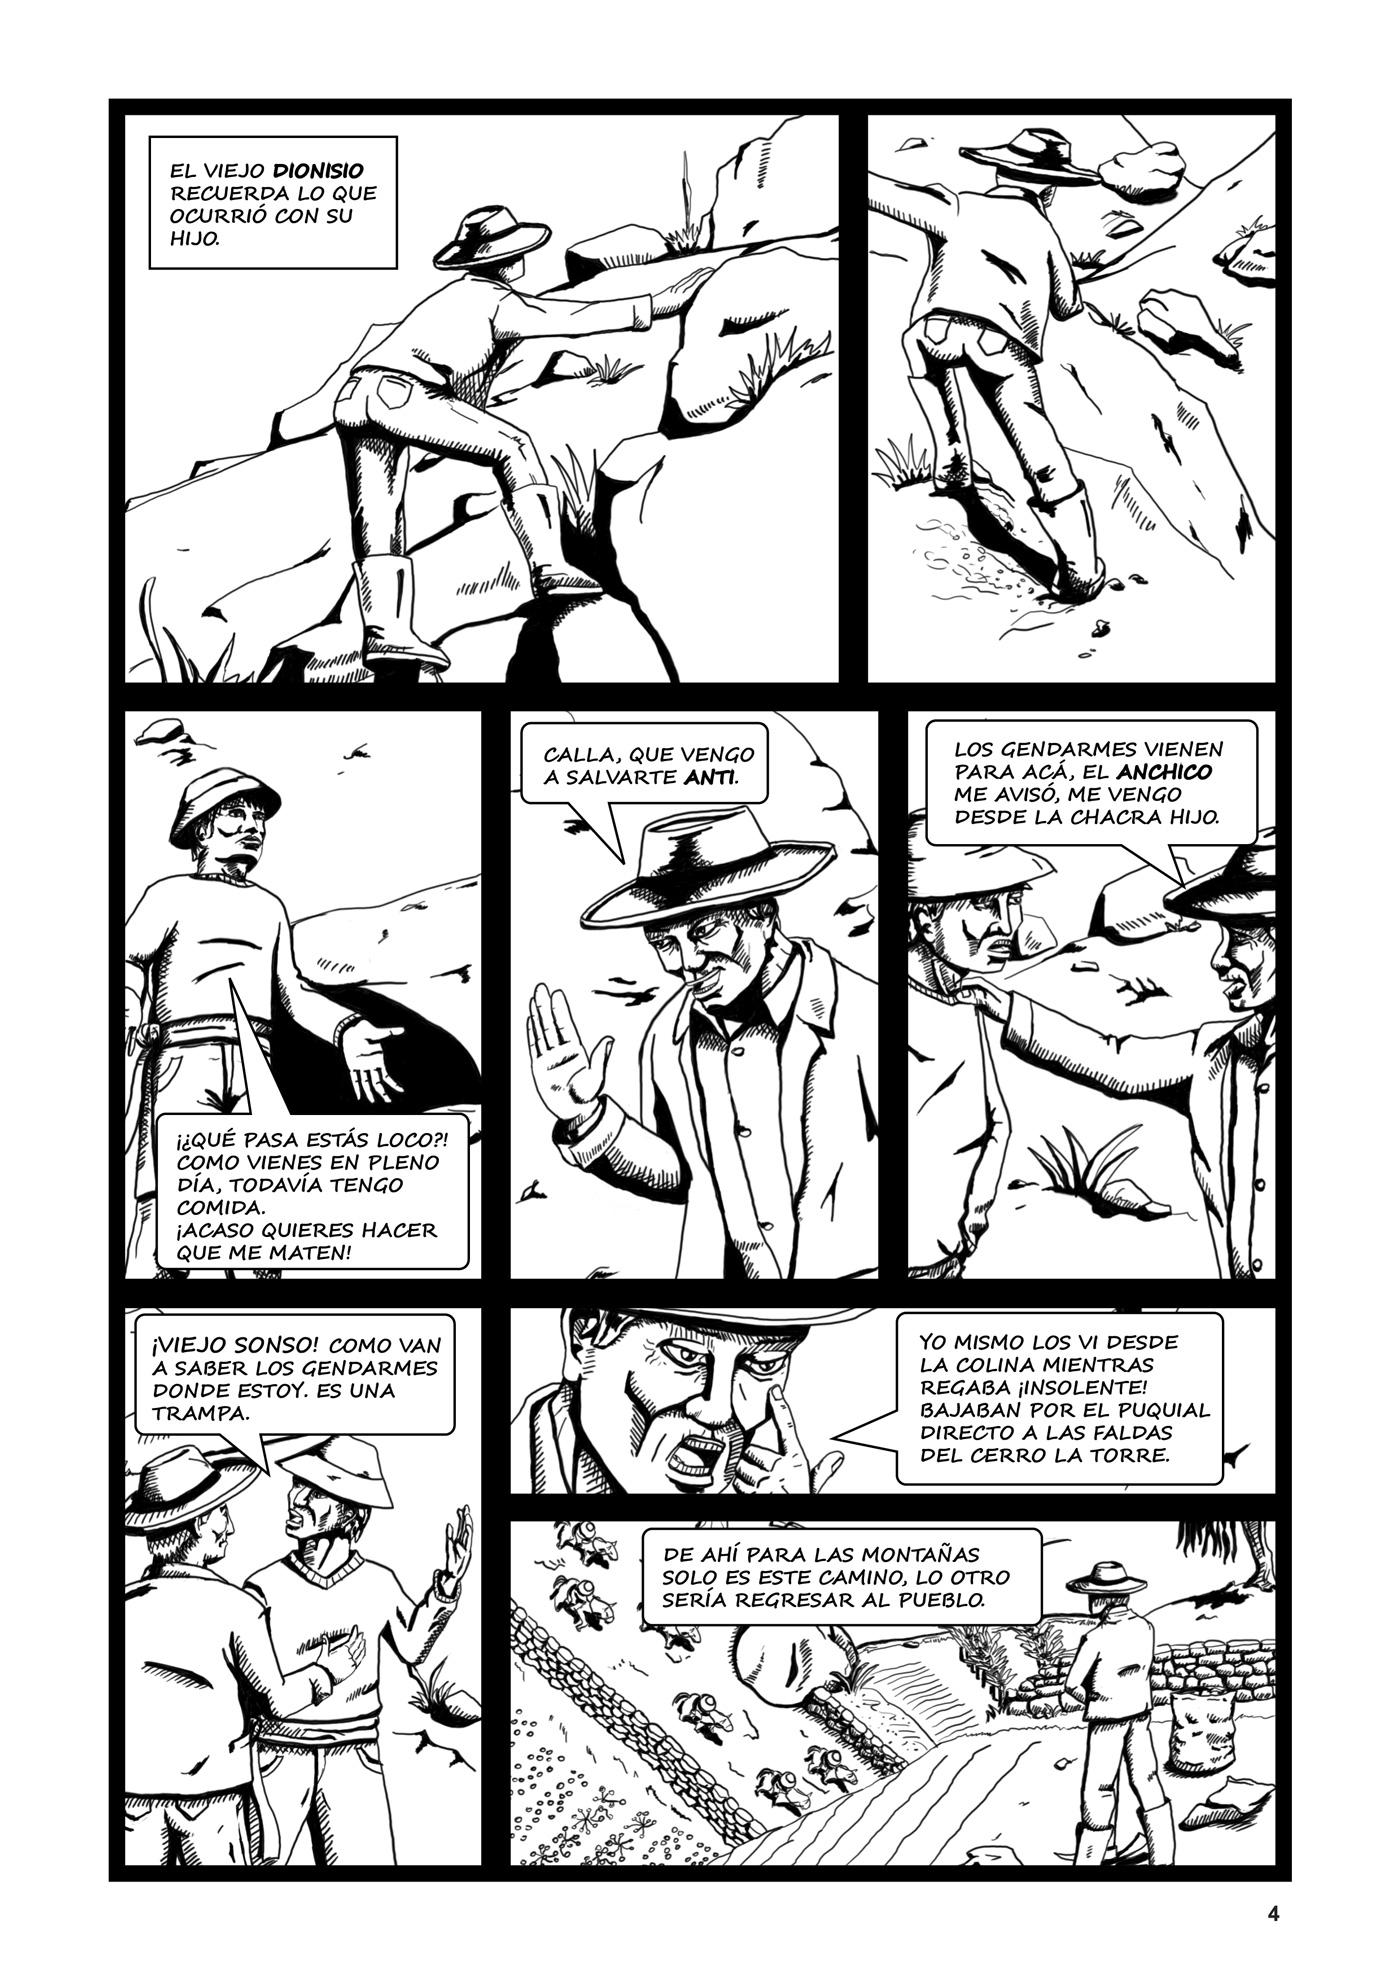 EL VIEJO DIONISIO
RECUERDA LO QUE
OCURRIÓ CON SU
HIJO.
¡¿QUÉ PASA ESTÁS LOCO?!
COMO VIENES EN PLENO
DÍA, TODAVÍA TENGO
COMIDA.
¡ACASO QUIERES HACER
QUE ME MATEN!
CALLA, QUE VENGO
A SALVARTE ANTI.
LOS GENDARMES VIENEN
PARA ACÁ, EL ANCHICO
ME AVISÓ, ME VENGO
DESDE LA CHACRA HIJO.
¡VIEJO SONSO! COMO VAN
A SABER LOS GENDARMES
DONDE ESTOY. ES UNA
TRAMPA.
YO MISMO LOS VI DESDE
LA COLINA MIENTRAS
REGABA ¡INSOLENTE!
BAJABAN POR EL PUQUIAL
DIRECTO A LAS FALDAS
DEL CERRO LA TORRE.
DE AHÍ PARA LAS MONTAÑAS
SOLO ES ESTE CAMINO, LO OTRO
SERÍA REGRESAR AL PUEBLO.
4